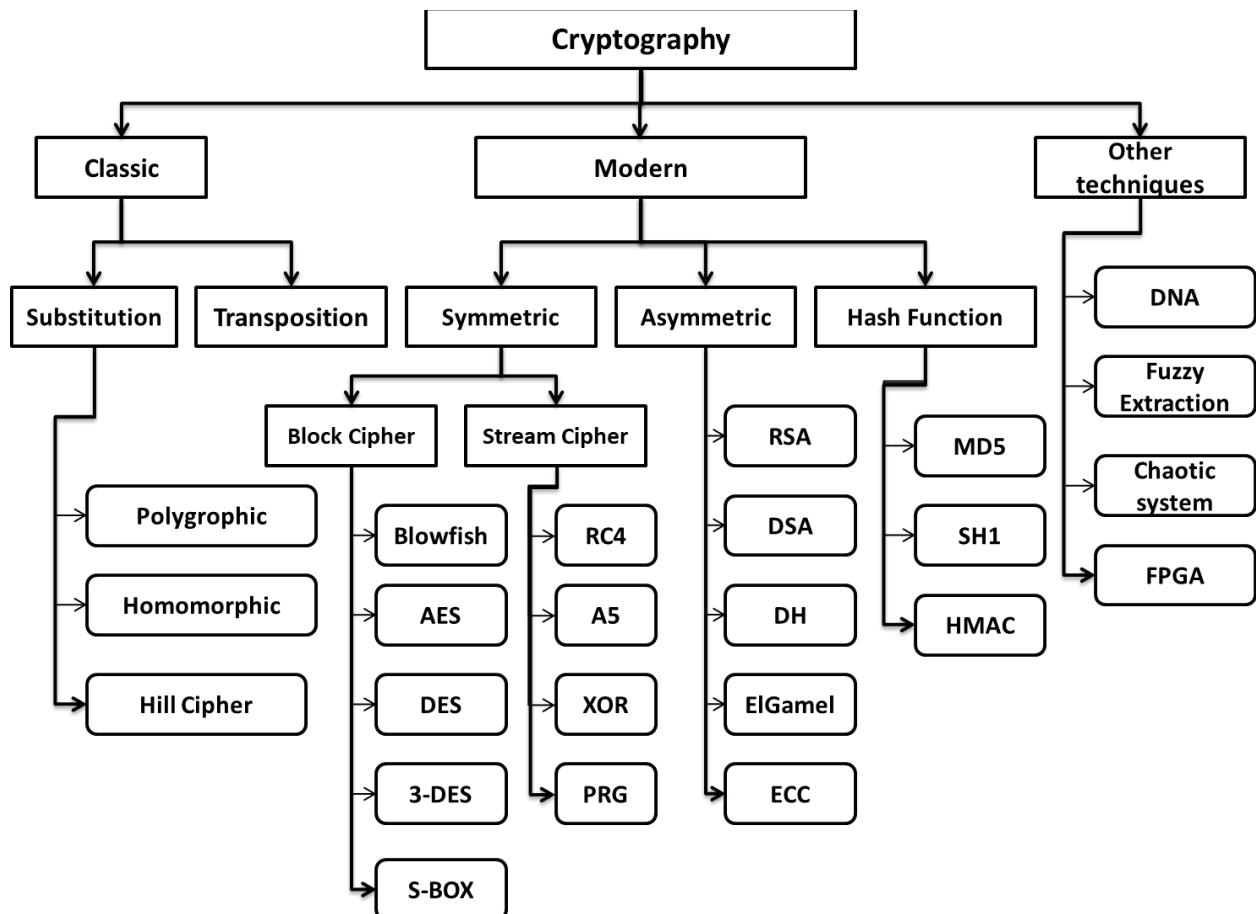 Cryptography
Classic
Modern
Other
techniques
Substitution
Transposition
Symmetric
Asymmetric
Hash Function
DNA
Fuzzy
Extraction
Chaotic
system
FPGA
Block Cipher
Stream Cipher
Polygrophic
Homomorphic
Hill Cipher
Blowfish
AES
DES
3-DES
S-BOX
RC4
A5
XOR
PRG
RSA
DSA
DH
ElGamel
ECC
MD5
SH1
HMAC